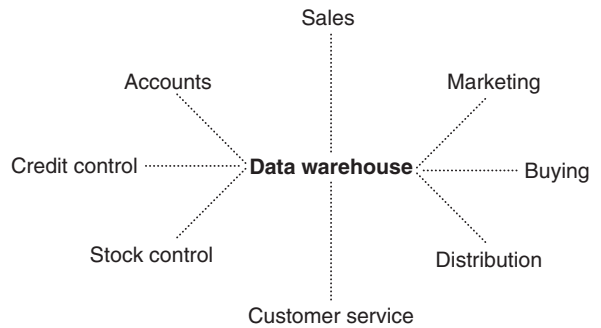 Sales
Accounts
Marketing
Credit control
Data warehouse
Buying
Stock control
Distribution
Customer service